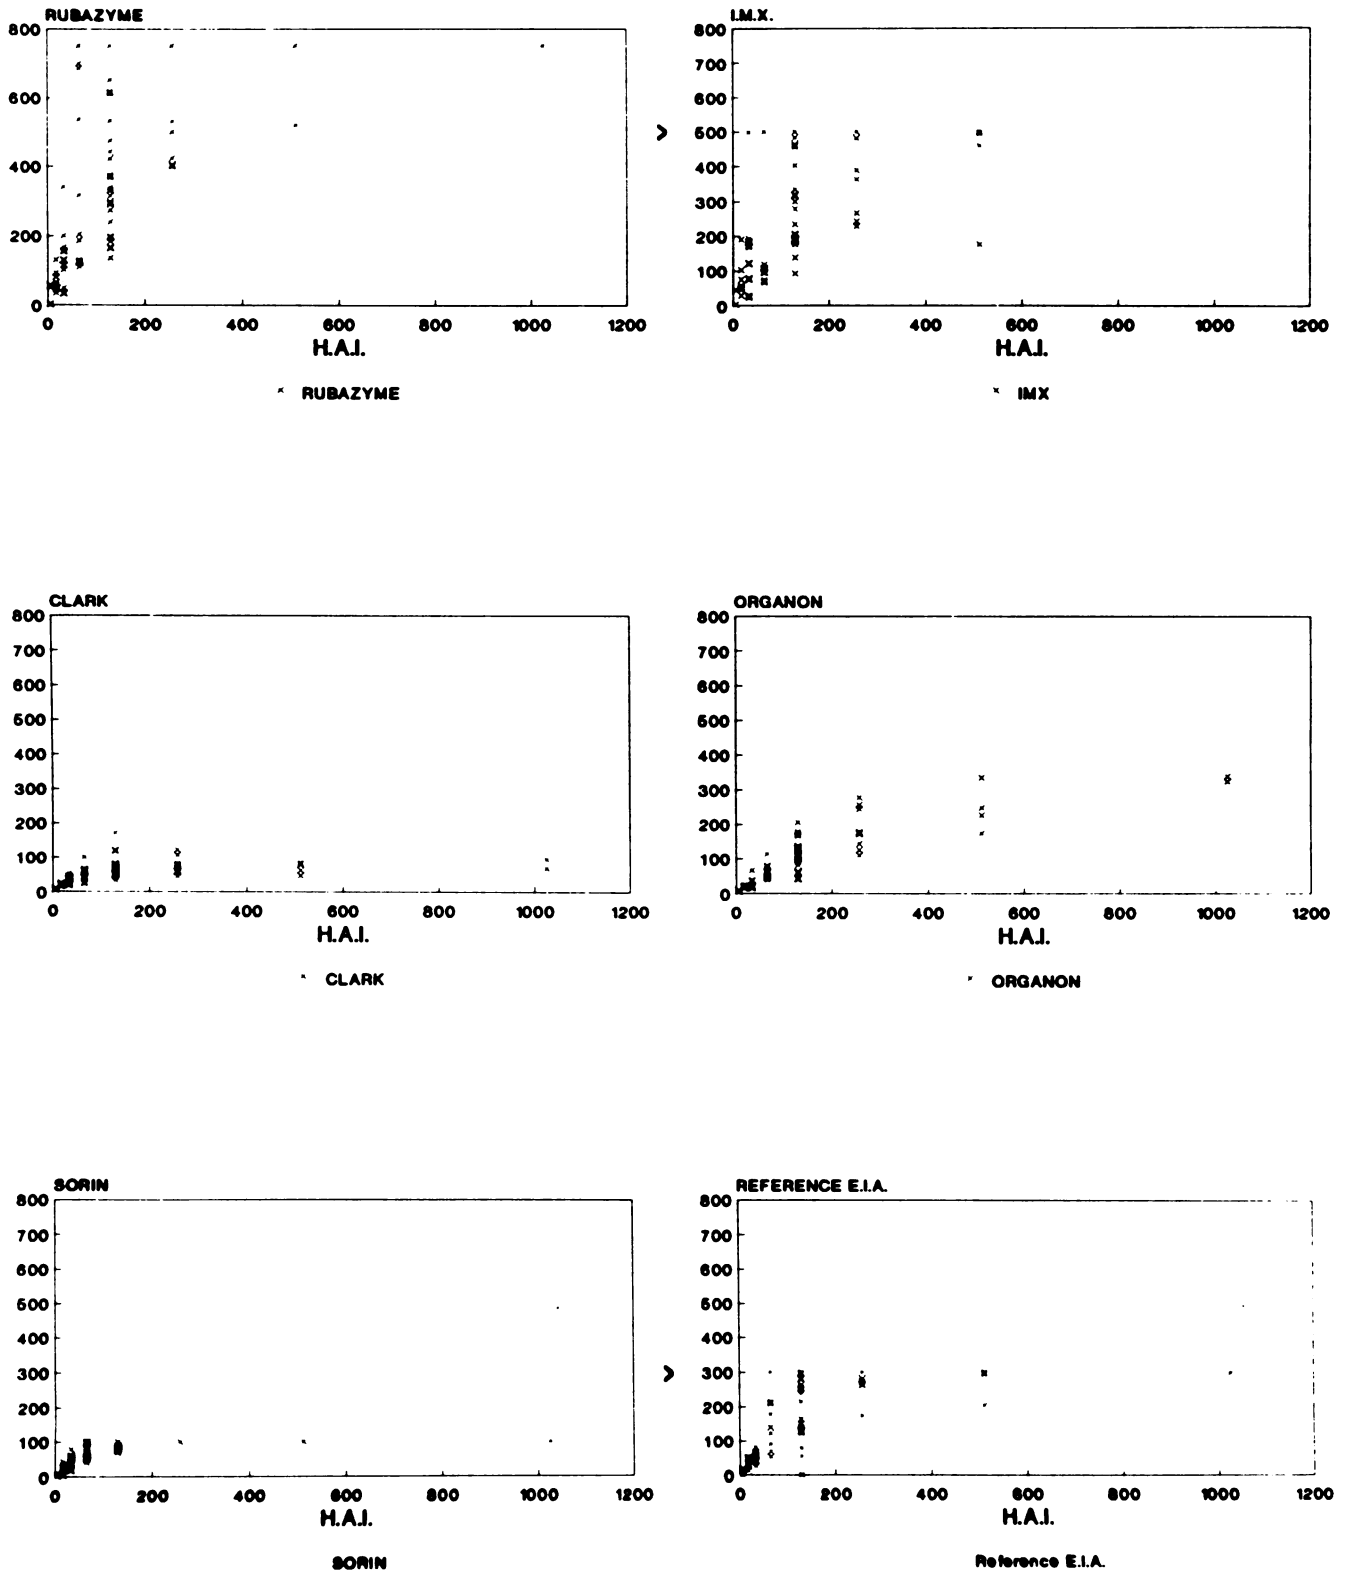 RUBAZYME
800
600
400
200
0
0 200 400 600 800 1000 1200
H.A.I.
× RUBAZYME
I.M.X.
800
700
600
> 500
400
300
200
100
0
0 200 400 600 800 1000 1200
H.A.I.
× IMX
CLARK
800
700
600
500
400
300
200
100
0
0 200 400 600 800 1000 1200
H.A.I.
× CLARK
ORGANON
800
700
600
500
400
300
200
100
0
0 200 400 600 800 1000 1200
H.A.I.
× ORGANON
SORIN
800
700
600
500
400
300
200
100
0
0 200 400 600 800 1000 1200
H.A.I.
SORIN
REFERENCE E.I.A.
800
700
600
500
400
> 300
200
100
0
0 200 400 600 800 1000 1200
H.A.I.
Reference E.I.A.